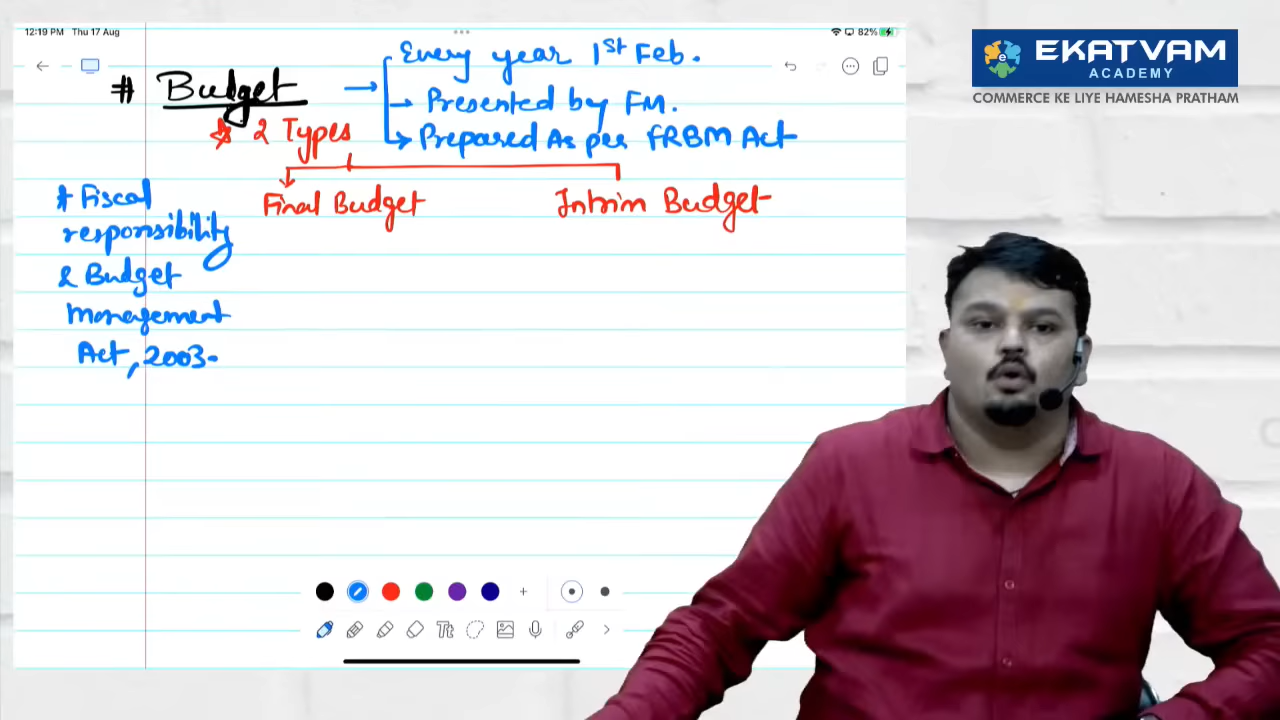 12:19 PM Thu 17 Aug
82%
EKATVAM
ACADEMY
COMMERCE KE LIYE HAMESHA PRATHAM
# Budget
Every year 1st Feb.
Presented by FM.
Prepared As per FRBM Act
2 Types
Final Budget
Intrim Budget
* Fiscal
responsibility
& Budget
Management
Act, 2003.
Tt